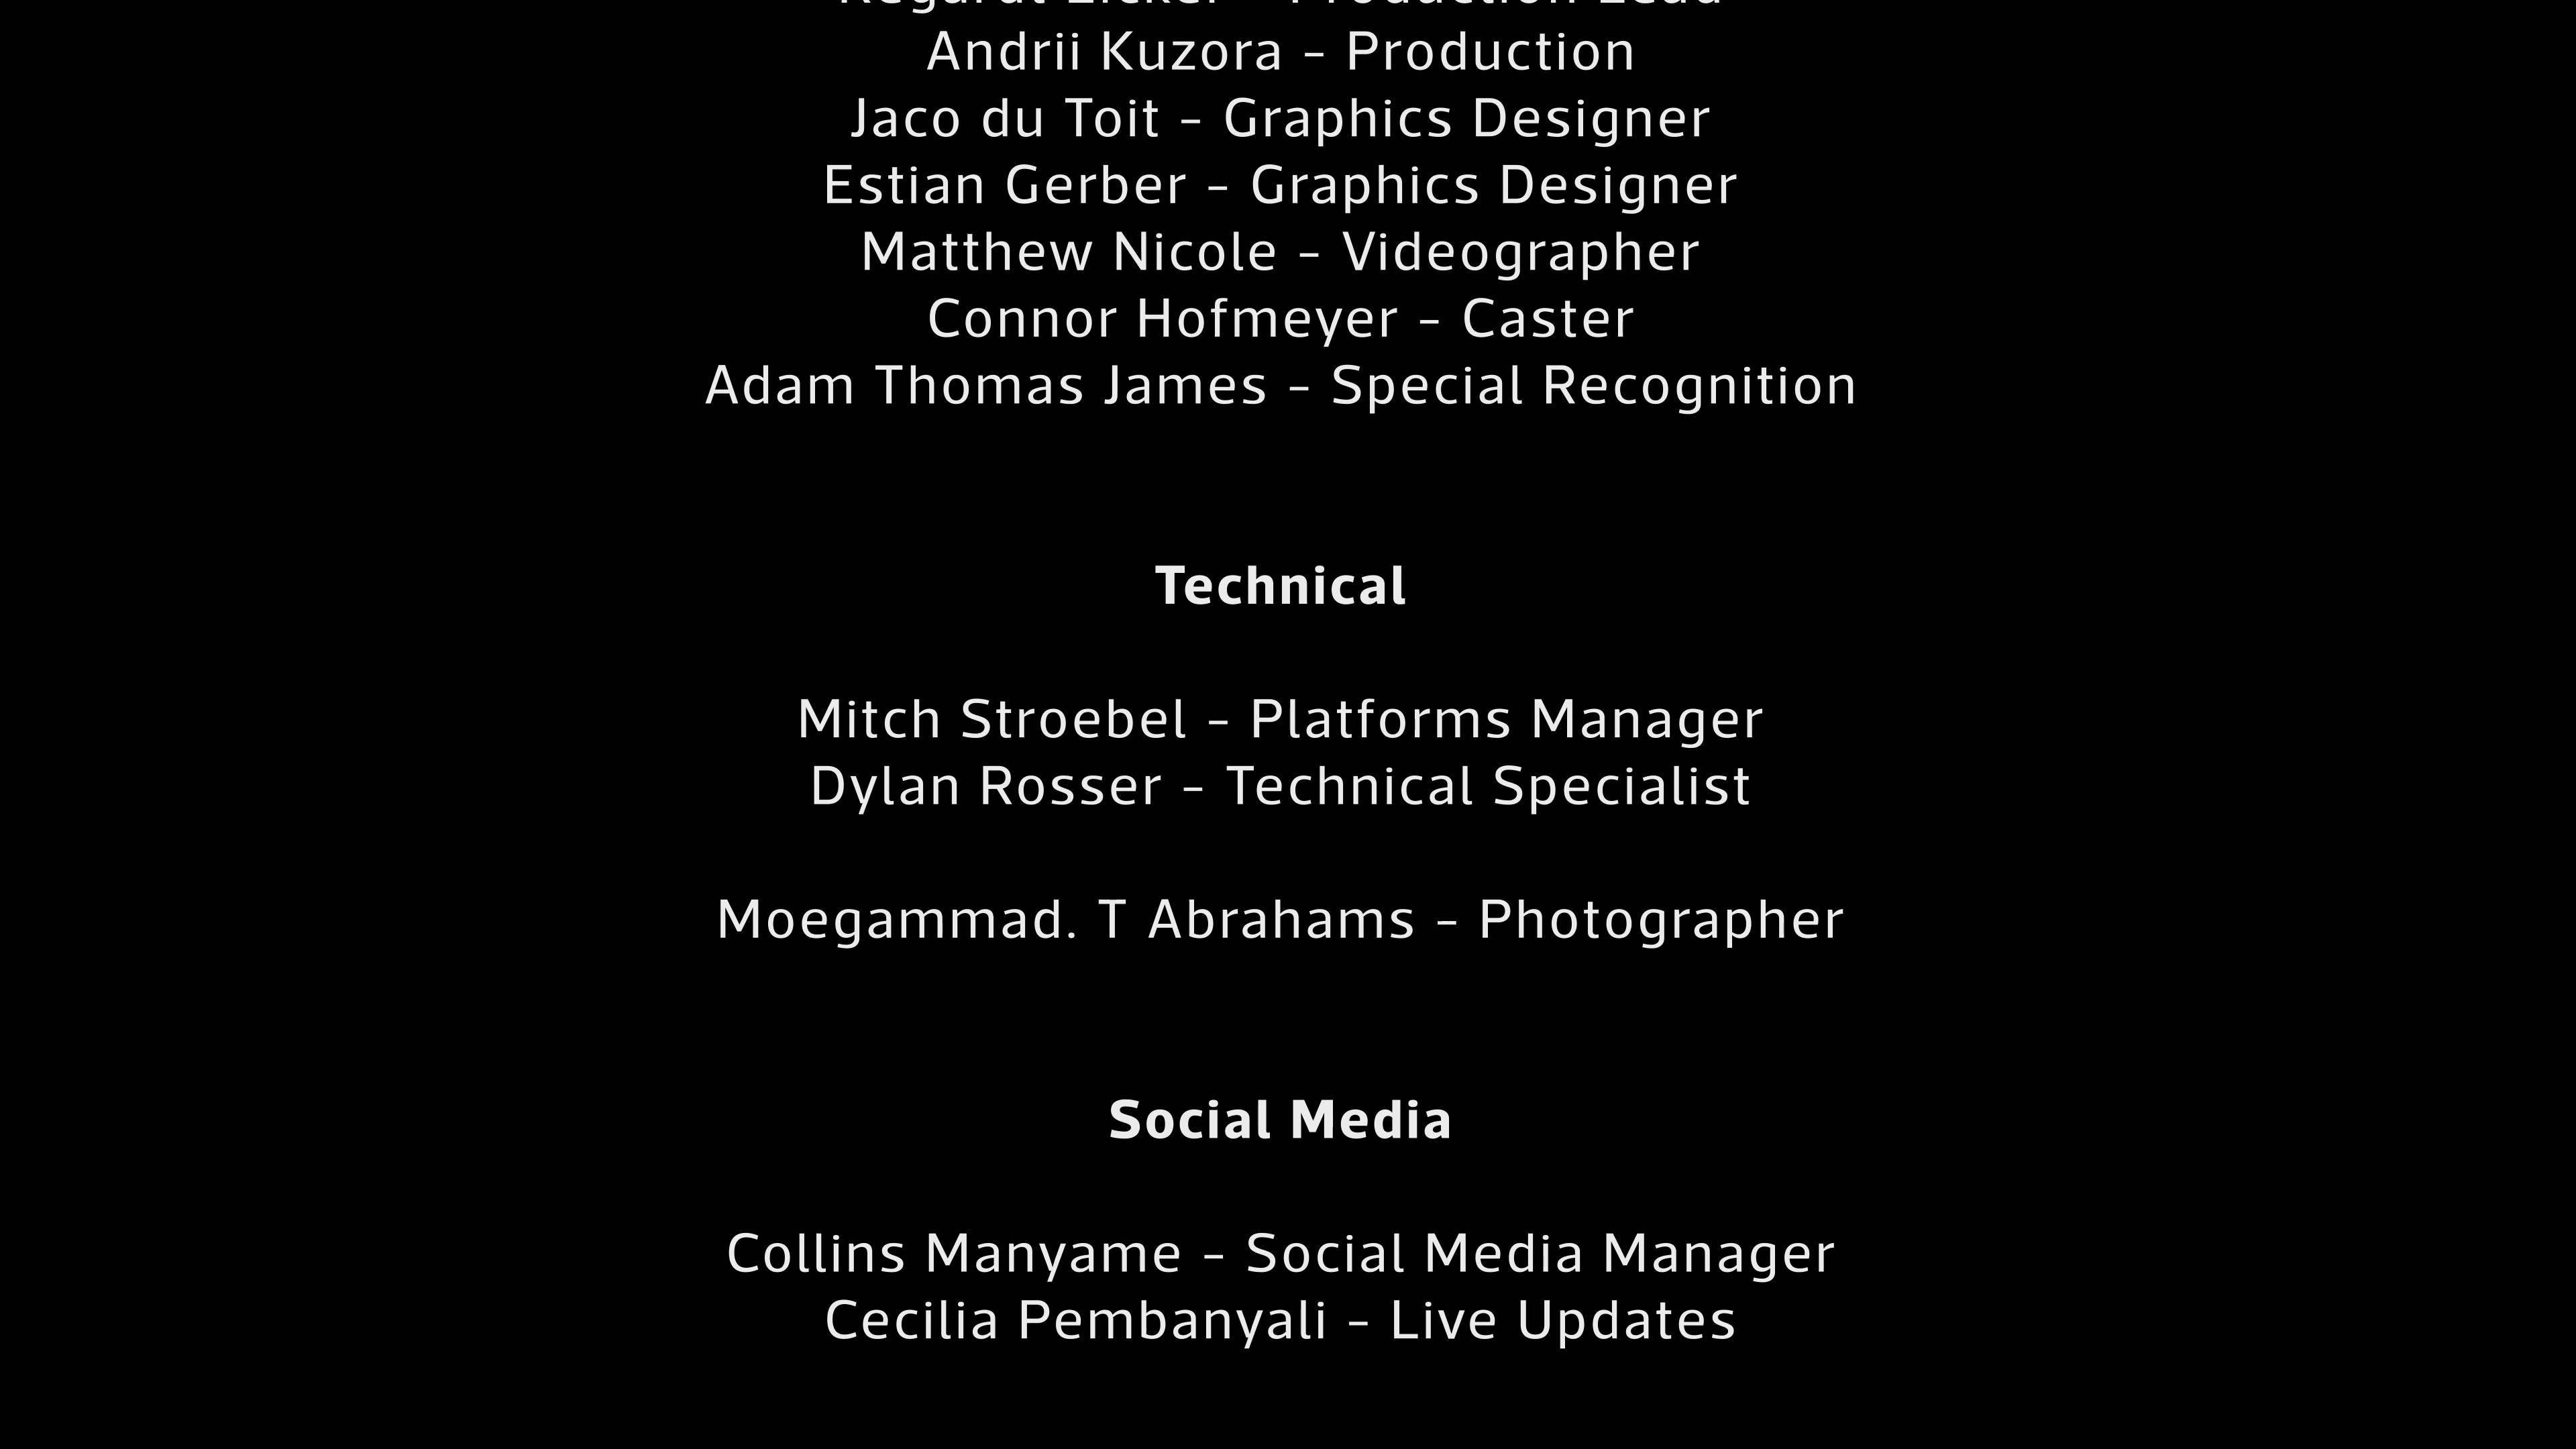 Production Lead
Andrii Kuzora – Production
Jaco du Toit – Graphics Designer
Estian Gerber – Graphics Designer
Matthew Nicole – Videographer
Connor Hofmeyer – Caster
Adam Thomas James – Special Recognition
Technical
Mitch Stroebel – Platforms Manager
Dylan Rosser – Technical Specialist
Moegammad. T Abrahams – Photographer
Social Media
Collins Manyame – Social Media Manager
Cecilia Pembanyali – Live Updates